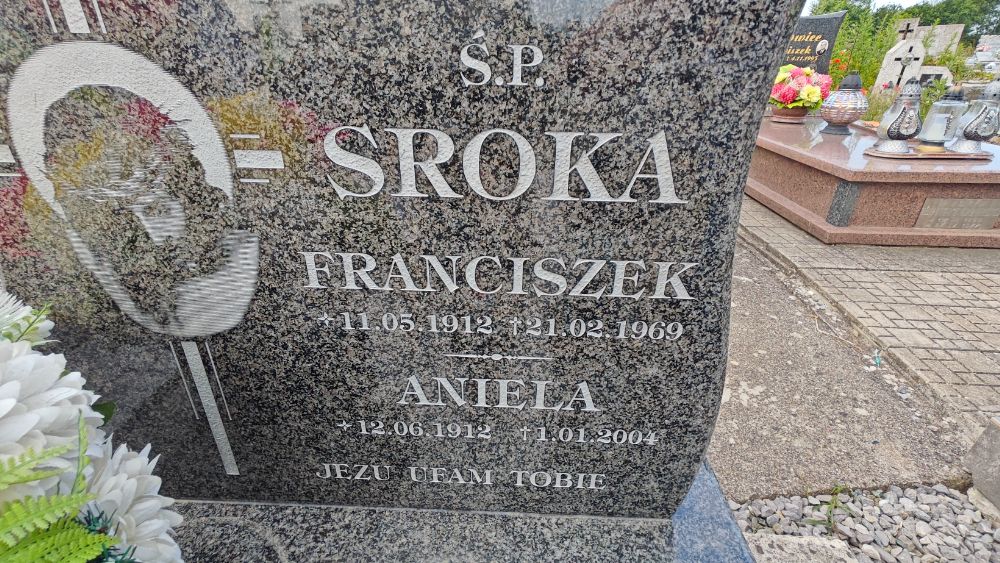 Ś.P.
SROKA
FRANCISZEK
11.05.1912 †21.02.1969
ANIELA
12.06.1912 †1.01.2004
JEZU UFAM TOBIE